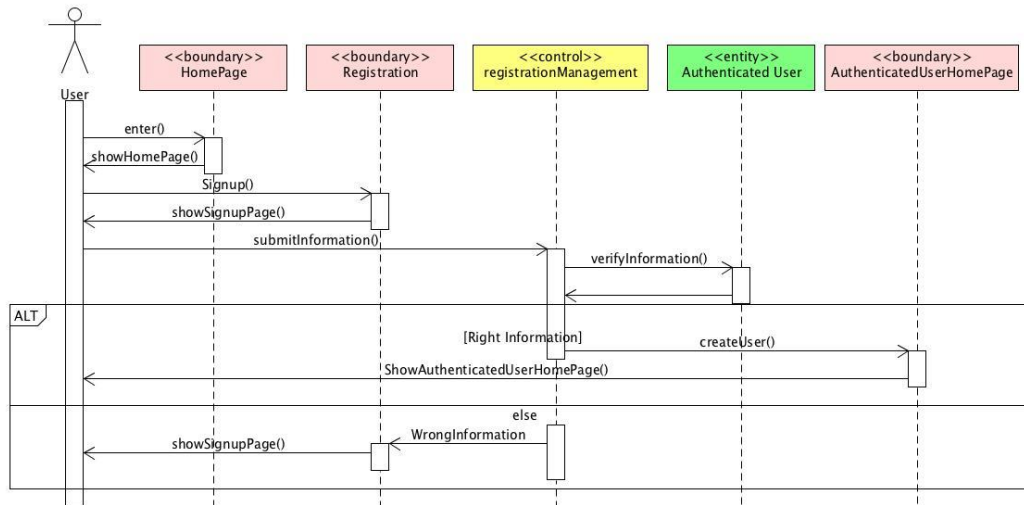 <<boundary>>
HomePage
<<boundary>>
Registration
<<control>>
registrationManagement
<<entity>>
Authenticated User
<<boundary>>
AuthenticatedUserHomePage
User
enter()
showHomePage()
Signup()
showSignupPage()
submitInformation()
verifyInformation()
ALT
[Right Information]
createUser()
ShowAuthenticatedUserHomePage()
else
WrongInformation
showSignupPage()